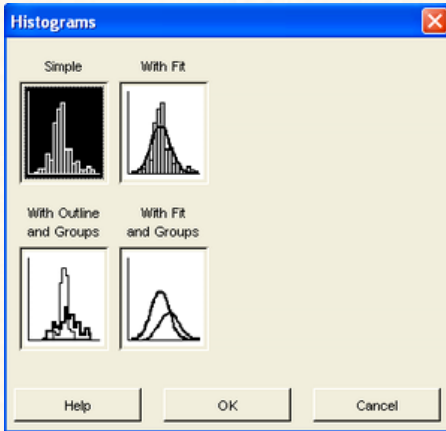 Histograms
Simple
With Fit
With Outline
and Groups
With Fit
and Groups
Help
OK
Cancel